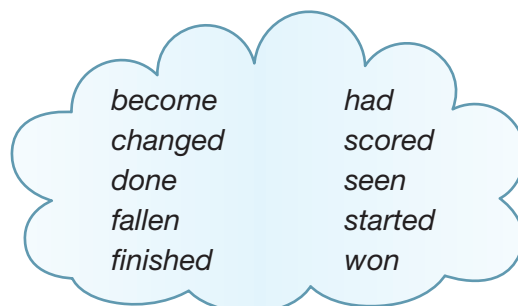 become
changed
done
fallen
finished
had
scored
seen
started
won